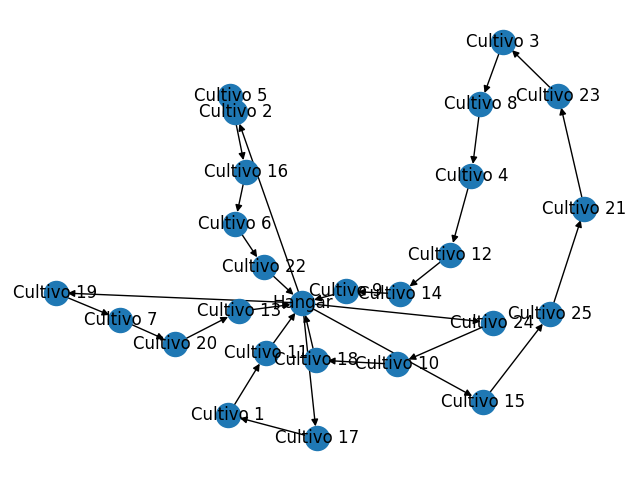 Cultivo 3
Cultivo 5
Cultivo 23
Cultivo 8
Cultivo 2
Cultivo 16
Cultivo 4
Cultivo 21
Cultivo 6
Cultivo 12
Cultivo 22
Cultivo 19
Cultivo 9
Cultivo 14
Hangar
Cultivo 13
Cultivo 25
Cultivo 7
Cultivo 24
Cultivo 20
Cultivo 11
Cultivo 18
Cultivo 10
Cultivo 15
Cultivo 1
Cultivo 17